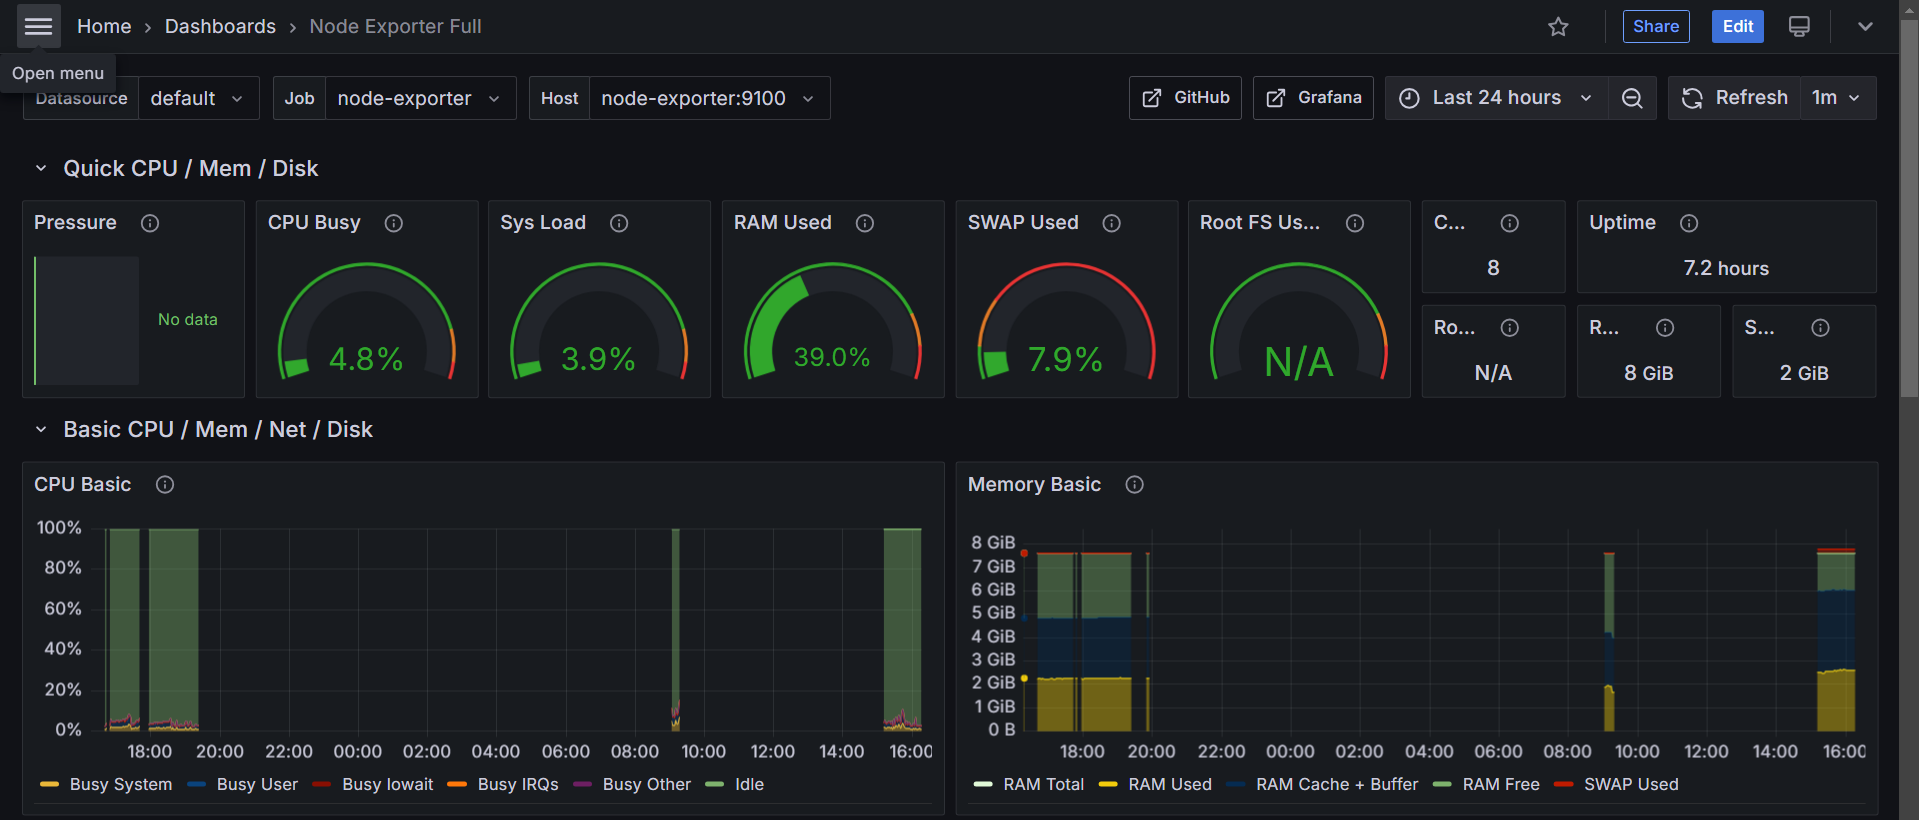 Home › Dashboards › Node Exporter Full
Share
Edit
Open menu
Datasource default
Job node-exporter
Host node-exporter:9100
GitHub
Grafana
Last 24 hours
Refresh 1m
Quick CPU / Mem / Disk
Pressure
No data
CPU Busy
4.8%
Sys Load
3.9%
RAM Used
39.0%
SWAP Used
7.9%
Root FS Us...
N/A
C...
8
Uptime
7.2 hours
Ro...
N/A
R...
8 GiB
S...
2 GiB
Basic CPU / Mem / Net / Disk
CPU Basic
100%
80%
60%
40%
20%
0%
18:00 20:00 22:00 00:00 02:00 04:00 06:00 08:00 10:00 12:00 14:00 16:00
Busy System Busy User Busy Iowait Busy IRQs Busy Other Idle
Memory Basic
8 GiB
7 GiB
6 GiB
5 GiB
4 GiB
3 GiB
2 GiB
1 GiB
0 B
18:00 20:00 22:00 00:00 02:00 04:00 06:00 08:00 10:00 12:00 14:00 16:00
RAM Total RAM Used RAM Cache + Buffer RAM Free SWAP Used